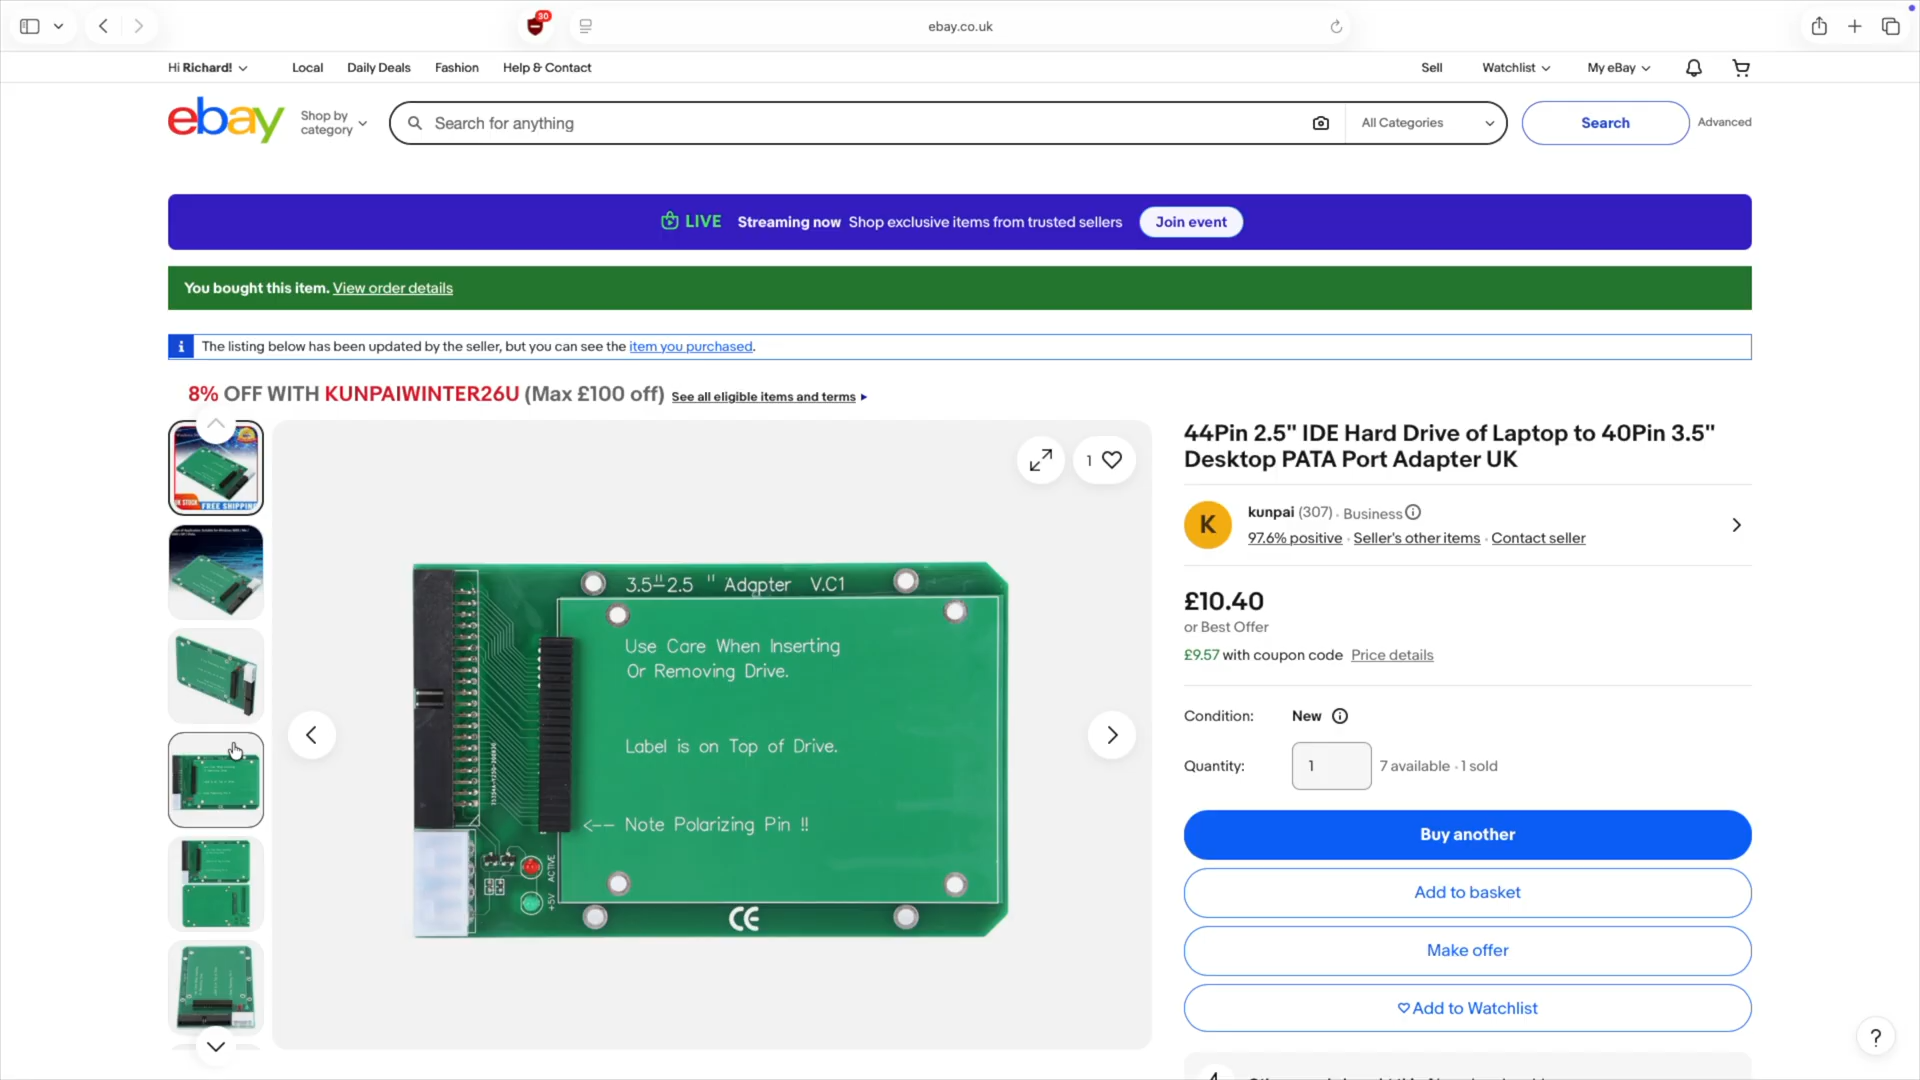 30
ebay.co.uk
Hi Richard!
Local
Daily Deals
Fashion
Help & Contact
Sell
Watchlist
My eBay
ebay
Shop by
category
Search for anything
All Categories
Search
Advanced
LIVE
Streaming now Shop exclusive items from trusted sellers
Join event
You bought this item. View order details
i
The listing below has been updated by the seller, but you can see the item you purchased.
8% OFF WITH KUNPAIWINTER26U (Max £100 off) See all eligible items and terms
FREE SHIPPING
3.5"-2.5 " Adapter V.C1
Use Care When Inserting
Or Removing Drive.
Label is on Top of Drive.
<-- Note Polarizing Pin !!
ACTIVE
+5V
CE
1
44Pin 2.5" IDE Hard Drive of Laptop to 40Pin 3.5"
Desktop PATA Port Adapter UK
K
kunpai (307) · Business
97.6% positive · Seller's other items · Contact seller
£10.40
or Best Offer
£9.57 with coupon code Price details
Condition:
New
Quantity:
1
7 available · 1 sold
Buy another
Add to basket
Make offer
Add to Watchlist
?